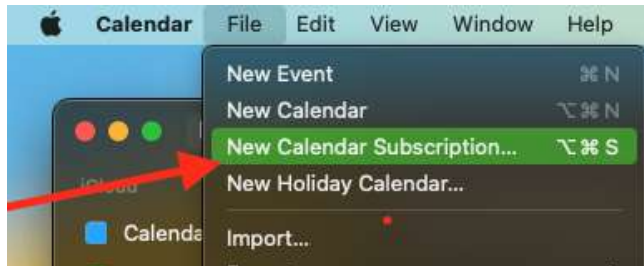 Calendar File Edit View Window Help
New Event ⌘ N
New Calendar ⌥ ⌘ N
New Calendar Subscription... ⌥ ⌘ S
iCloud New Holiday Calendar...
Calenda Import...